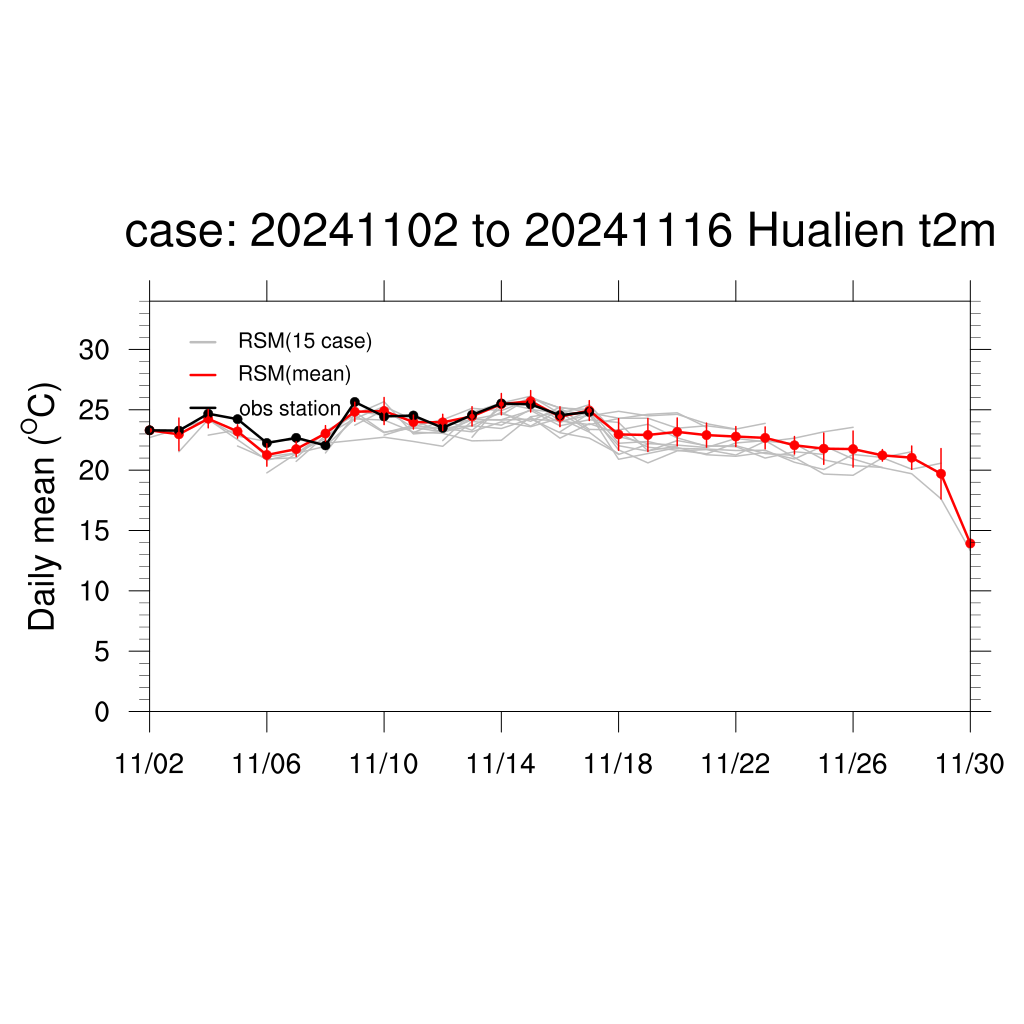 case: 20241102 to 20241116 Hualien t2m
RSM(15 case)
RSM(mean)
obs station
Daily mean (°C)
30
25
20
15
10
5
0
11/02 11/06 11/10 11/14 11/18 11/22 11/26 11/30